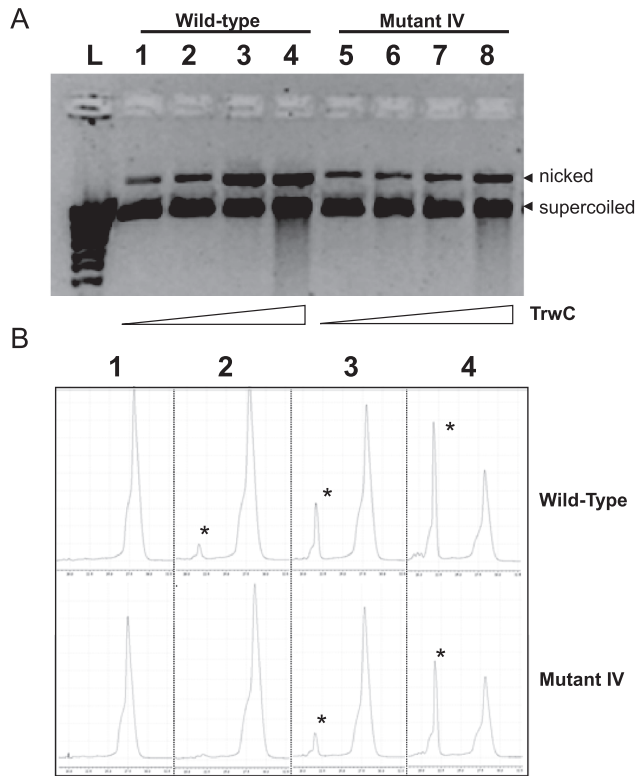 A
Wild-type Mutant IV
L 1 2 3 4 5 6 7 8
nicked
supercoiled
TrwC
B
1 2 3 4
* * *
Wild-Type
* *
Mutant IV